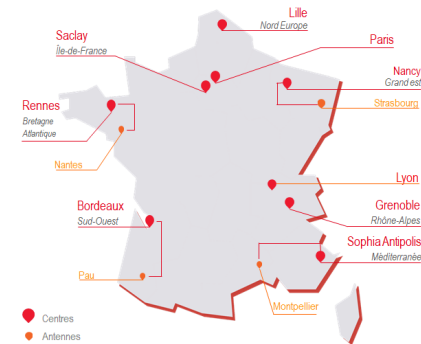 Lille
Nord Europe
Saclay
Île-de-France
Paris
Nancy
Grand est
Strasbourg
Rennes
Bretagne
Atlantique
Nantes
Lyon
Bordeaux
Sud-Ouest
Grenoble
Rhône-Alpes
Sophia Antipolis
Méditerranée
Pau
Montpellier
Centres
Antennes